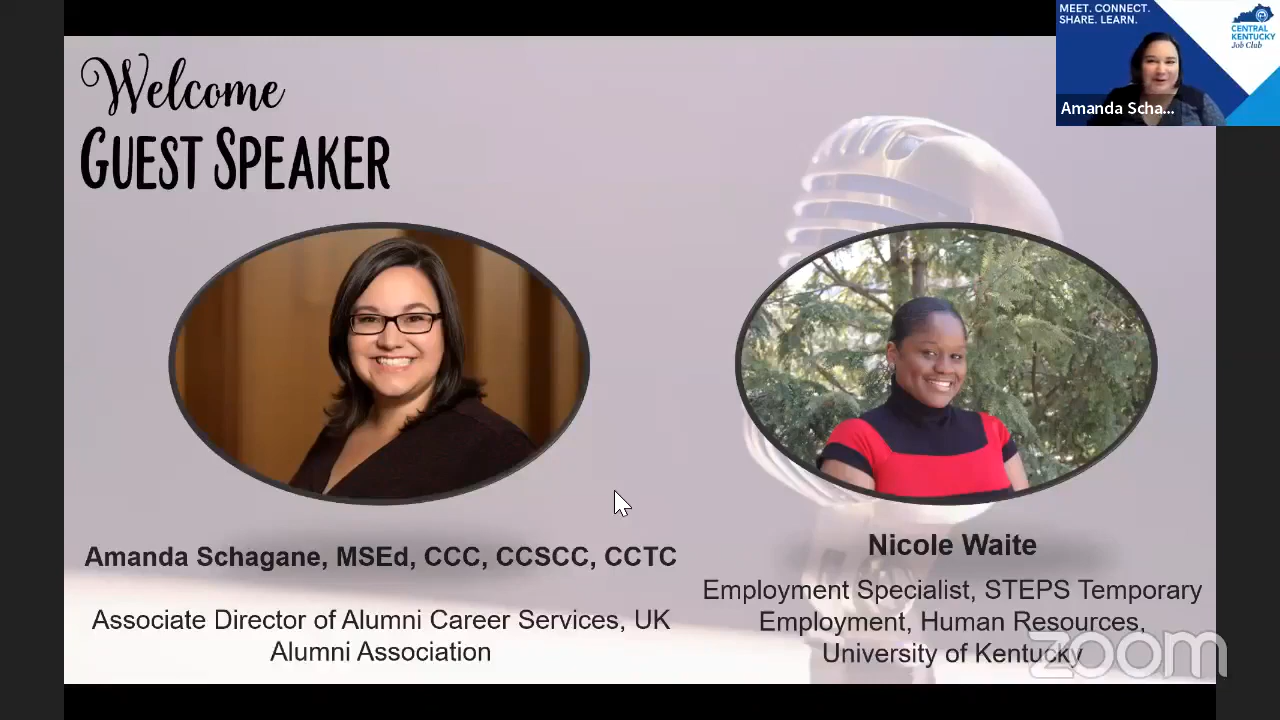 Welcome
GUEST SPEAKER
MEET. CONNECT.
SHARE. LEARN.
CENTRAL
KENTUCKY
Job Club
Amanda Scha...
Amanda Schagane, MSEd, CCC, CCSCC, CCTC
Associate Director of Alumni Career Services, UK
Alumni Association
Nicole Waite
Employment Specialist, STEPS Temporary
Employment, Human Resources,
University of Kentucky
zoom